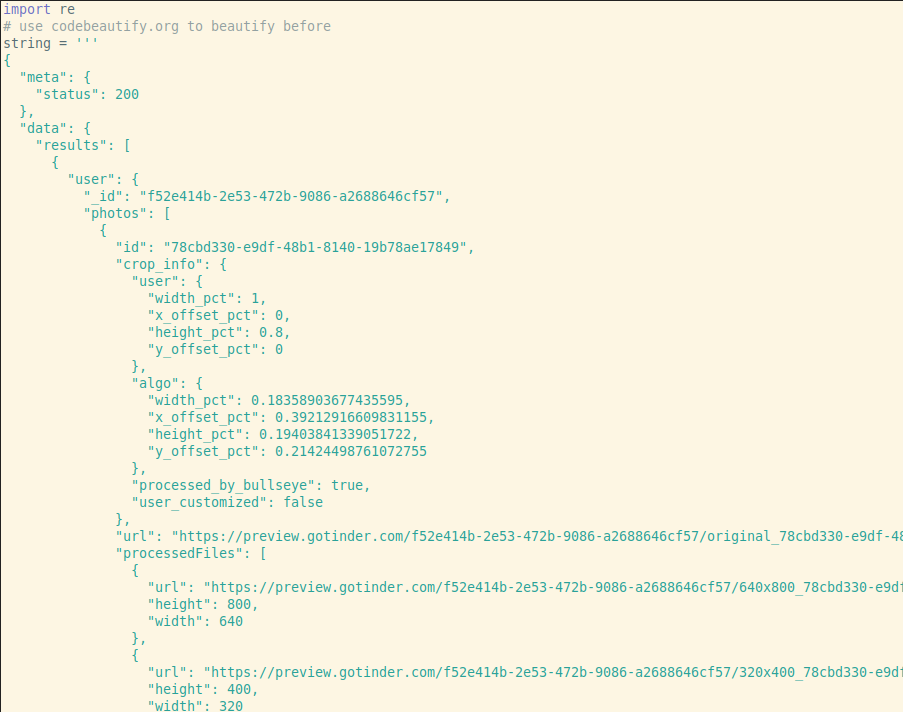 import re
# use codebeautify.org to beautify before
string = '''
{
  "meta": {
    "status": 200
  },
  "data": {
    "results": [
      {
        "user": {
          "_id": "f52e414b-2e53-472b-9086-a2688646cf57",
          "photos": [
            {
              "id": "78cbd330-e9df-48b1-8140-19b78ae17849",
              "crop_info": {
                "user": {
                  "width_pct": 1,
                  "x_offset_pct": 0,
                  "height_pct": 0.8,
                  "y_offset_pct": 0
                },
                "algo": {
                  "width_pct": 0.18358903677435595,
                  "x_offset_pct": 0.39212916609831155,
                  "height_pct": 0.19403841339051722,
                  "y_offset_pct": 0.21424498761072755
                },
                "processed_by_bullseye": true,
                "user_customized": false
              },
              "url": "https://preview.gotinder.com/f52e414b-2e53-472b-9086-a2688646cf57/original_78cbd330-e9df-48
              "processedFiles": [
                {
                  "url": "https://preview.gotinder.com/f52e414b-2e53-472b-9086-a2688646cf57/640x800_78cbd330-e9df
                  "height": 800,
                  "width": 640
                },
                {
                  "url": "https://preview.gotinder.com/f52e414b-2e53-472b-9086-a2688646cf57/320x400_78cbd330-e9df
                  "height": 400,
                  "width": 320